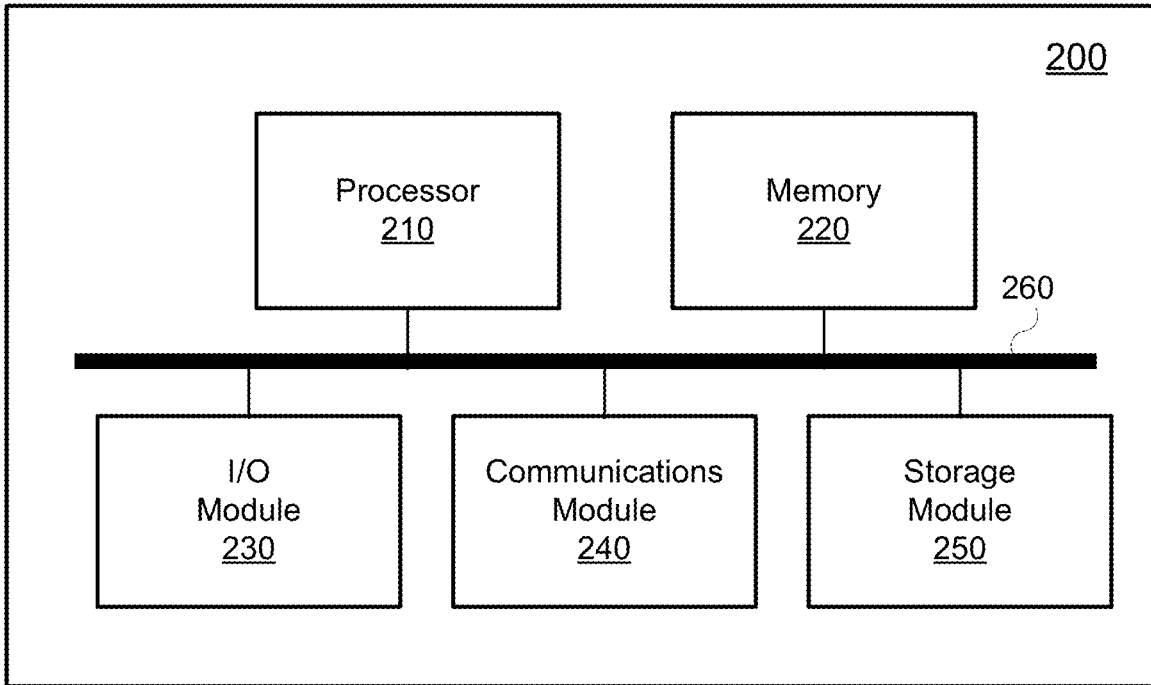 200
Processor
210
Memory
220
260
I/O
Module
230
Communications
Module
240
Storage
Module
250